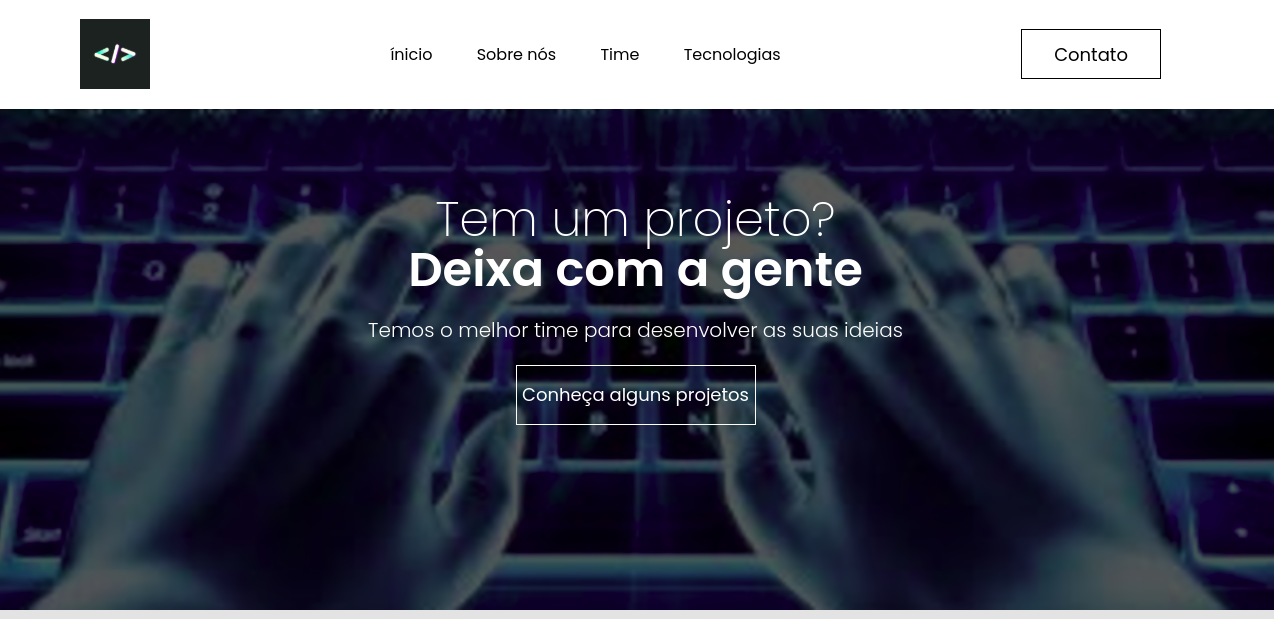 </>
ínicio Sobre nós Time Tecnologias
Contato
Tem um projeto?
Deixa com a gente
Temos o melhor time para desenvolver as suas ideias
Conheça alguns projetos